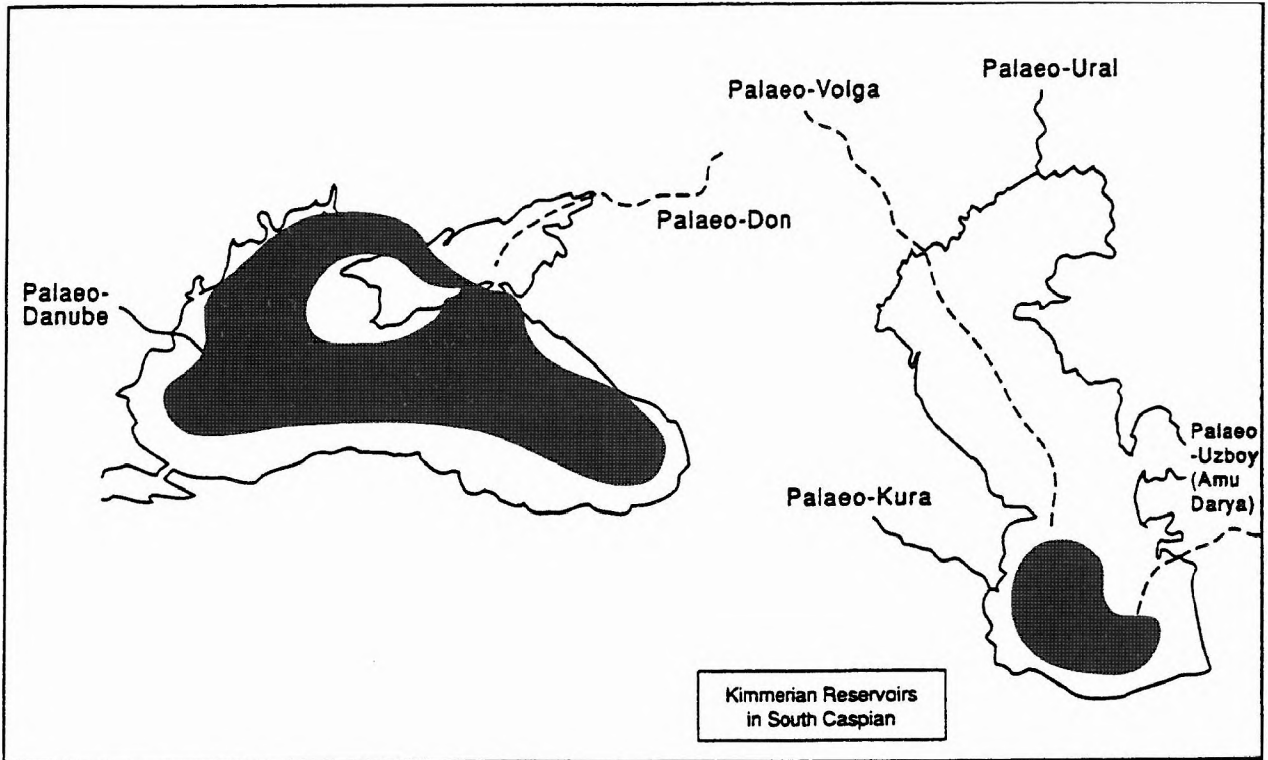 Palaeo-Ural
Palaeo-Volga
Palaeo-Don
Palaeo-
Danube
Palaeo
-Uzboy
(Amu
Darya)
Palaeo-Kura
Kimmerian Reservoirs
in South Caspian